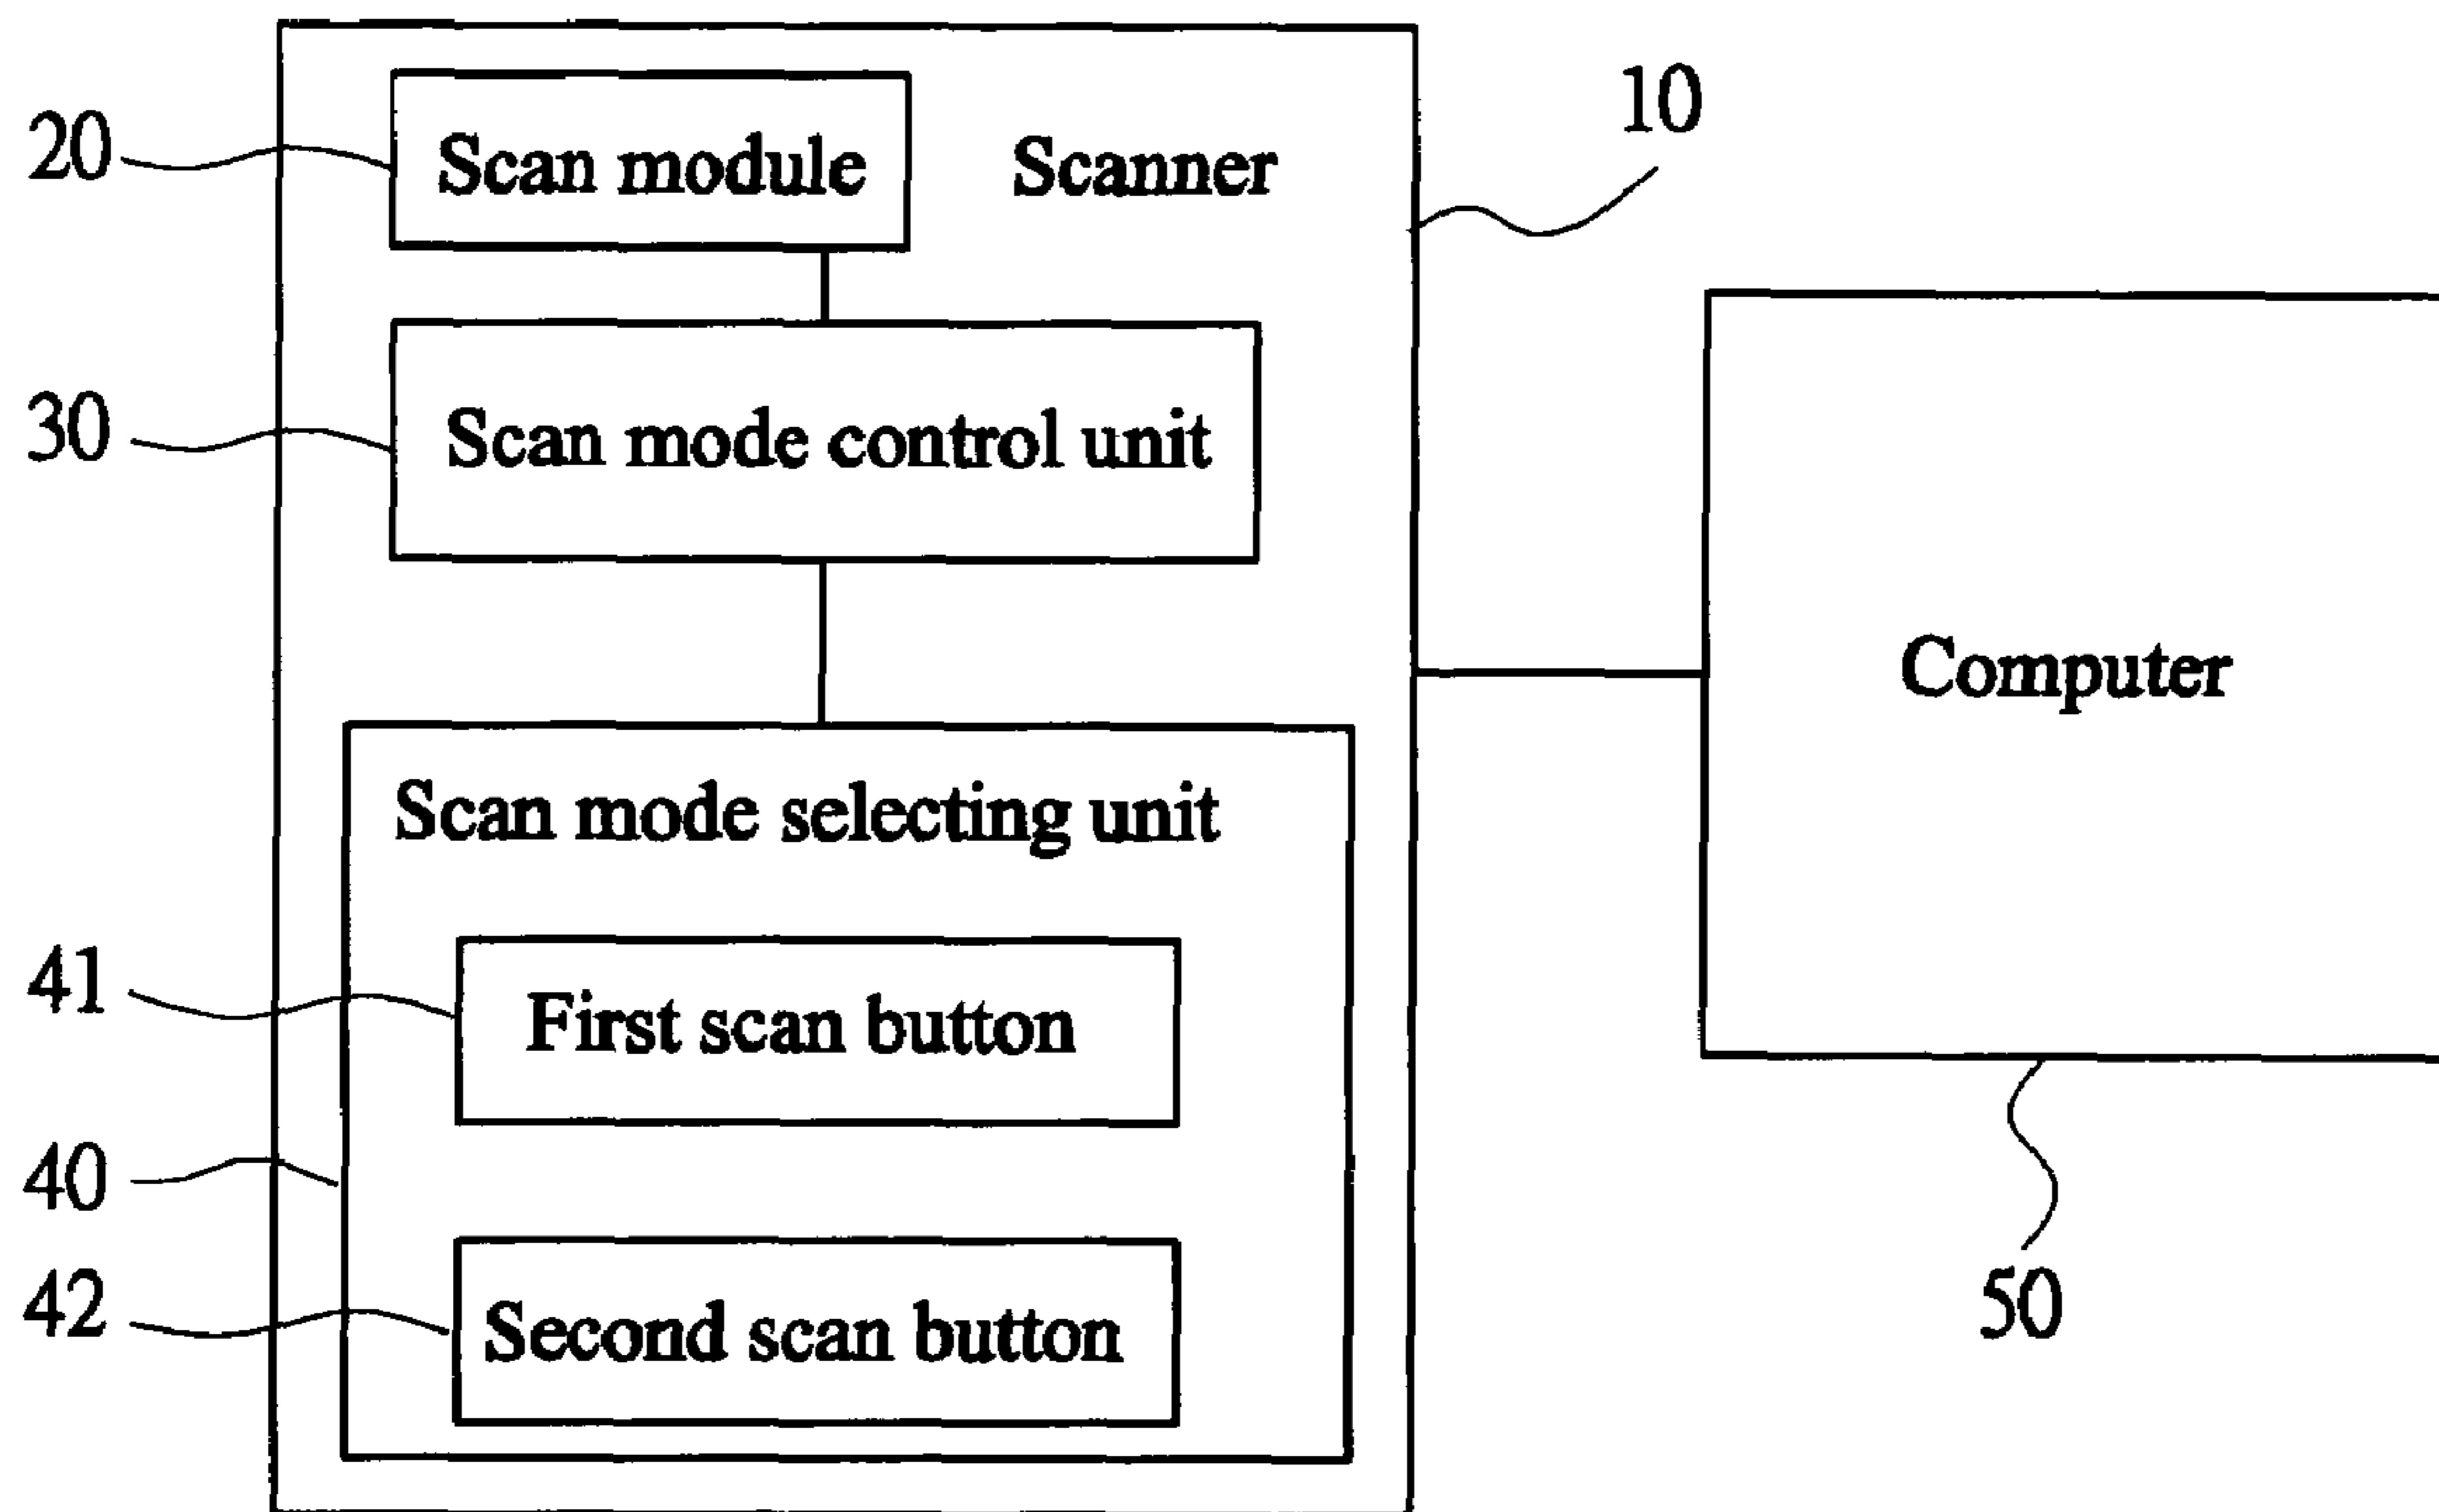 10
20
Scan module
Scanner
30
Scan mode control unit
Computer
Scan mode selecting unit
41
First scan button
40
42
Second scan button
50